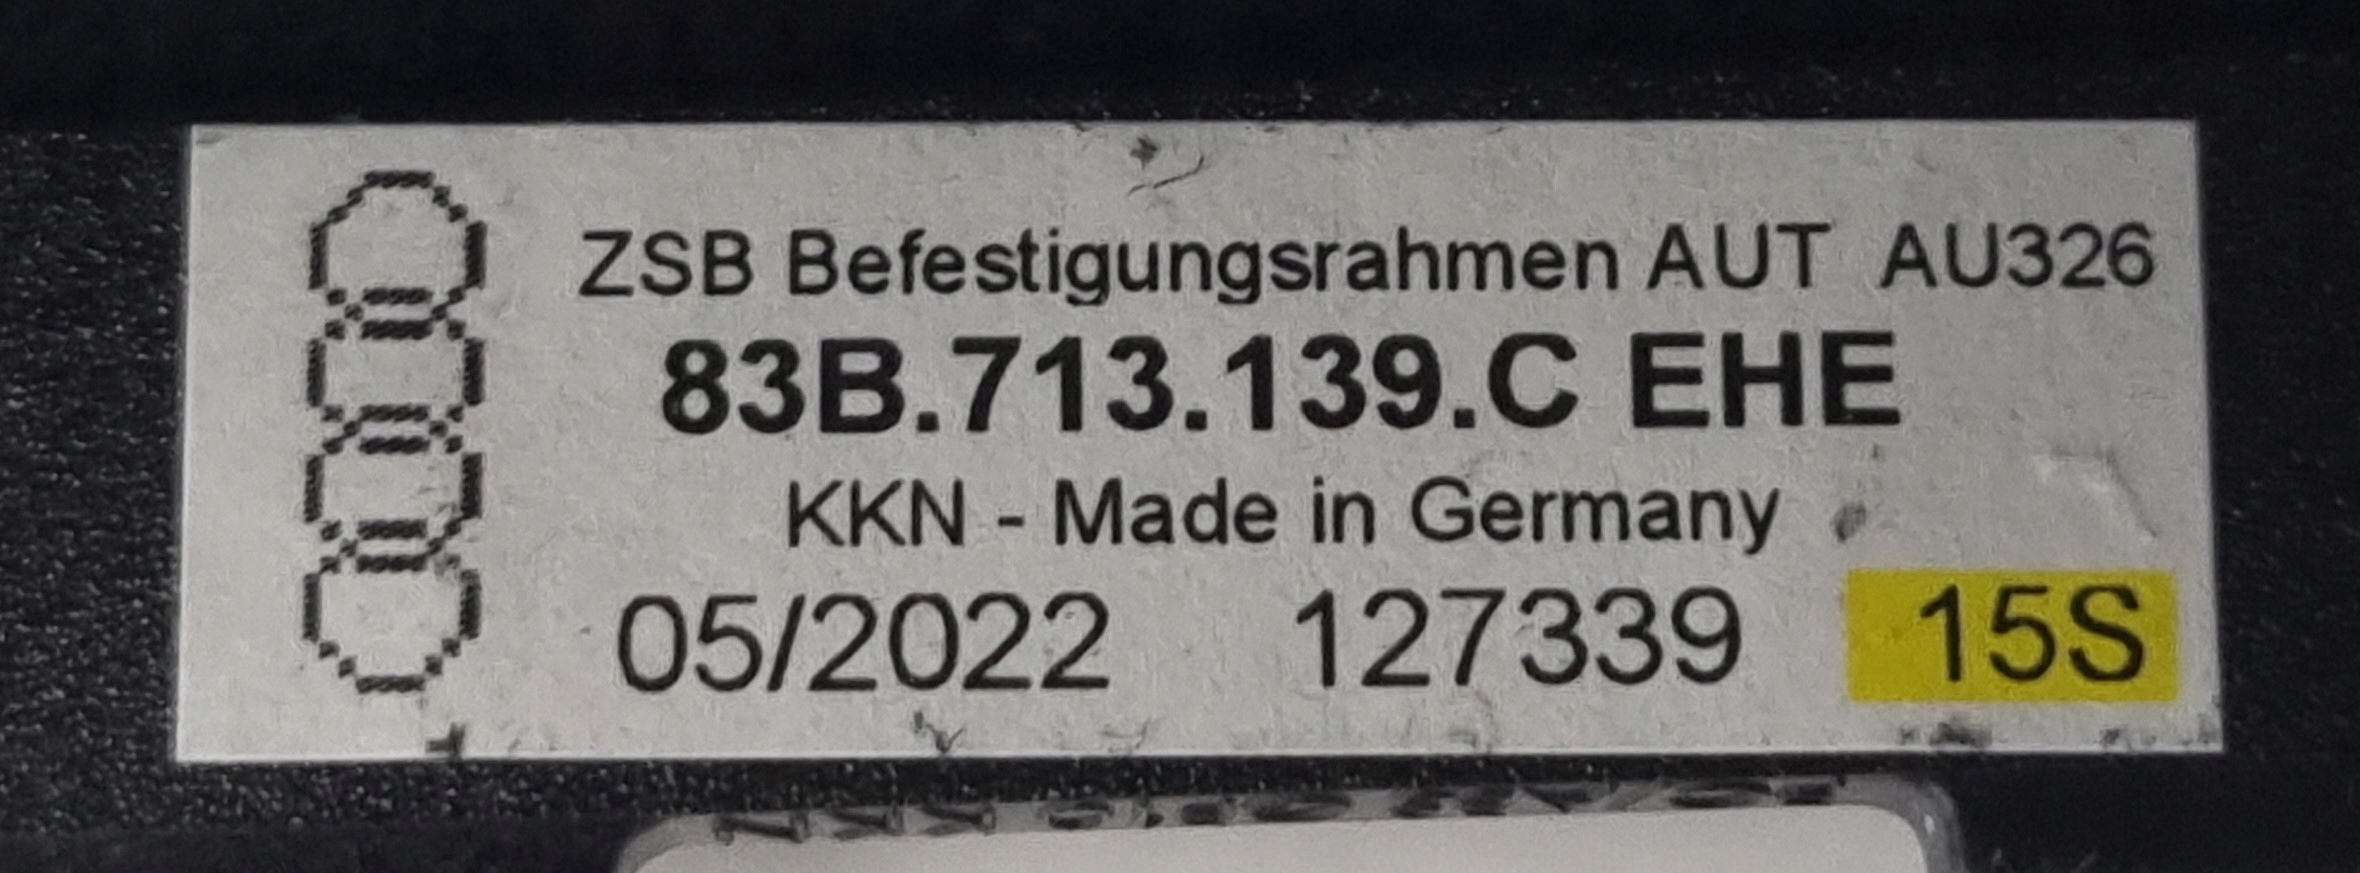 ZSB Befestigungsrahmen AUT AU326
83B.713.139.C EHE
KKN - Made in Germany
05/2022 127339 15S